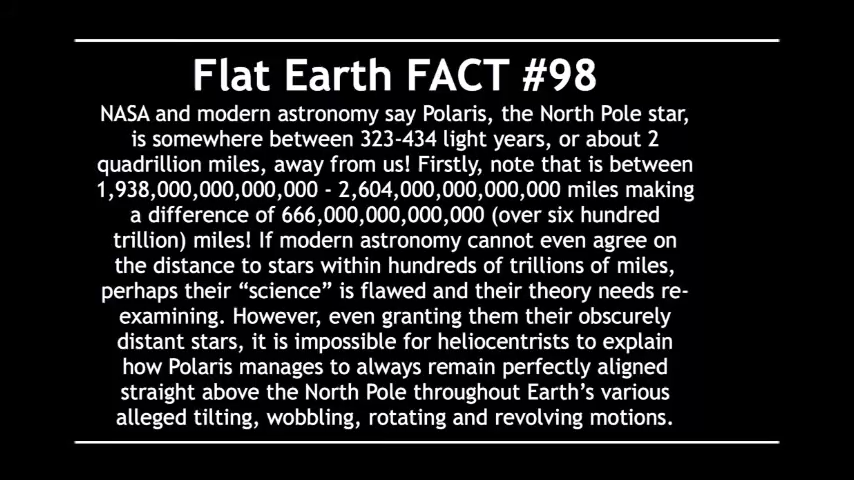 Flat Earth FACT #98
NASA and modern astronomy say Polaris, the North Pole star,
is somewhere between 323-434 light years, or about 2
quadrillion miles, away from us! Firstly, note that is between
1,938,000,000,000,000 - 2,604,000,000,000,000 miles making
a difference of 666,000,000,000,000 (over six hundred
trillion) miles! If modern astronomy cannot even agree on
the distance to stars within hundreds of trillions of miles,
perhaps their “science” is flawed and their theory needs re-
examining. However, even granting them their obscurely
distant stars, it is impossible for heliocentrists to explain
how Polaris manages to always remain perfectly aligned
straight above the North Pole throughout Earth’s various
alleged tilting, wobbling, rotating and revolving motions.